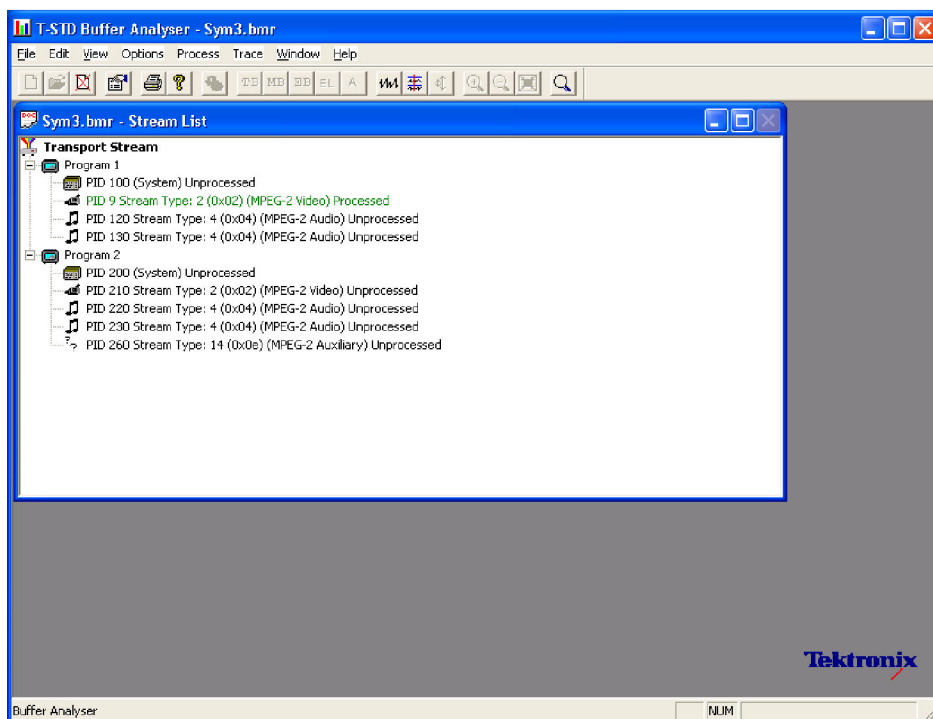 T-STD Buffer Analyser - Sym3.bmr
File Edit View Options Process Trace Window Help
TB MB EB EL A
Sym3.bmr - Stream List
Transport Stream
Program 1
PID 100 (System) Unprocessed
PID 9 Stream Type: 2 (0x02) (MPEG-2 Video) Processed
PID 120 Stream Type: 4 (0x04) (MPEG-2 Audio) Unprocessed
PID 130 Stream Type: 4 (0x04) (MPEG-2 Audio) Unprocessed
Program 2
PID 200 (System) Unprocessed
PID 210 Stream Type: 2 (0x02) (MPEG-2 Video) Unprocessed
PID 220 Stream Type: 4 (0x04) (MPEG-2 Audio) Unprocessed
PID 230 Stream Type: 4 (0x04) (MPEG-2 Audio) Unprocessed
PID 260 Stream Type: 14 (0x0e) (MPEG-2 Auxiliary) Unprocessed
Tektronix
Buffer Analyser NUM